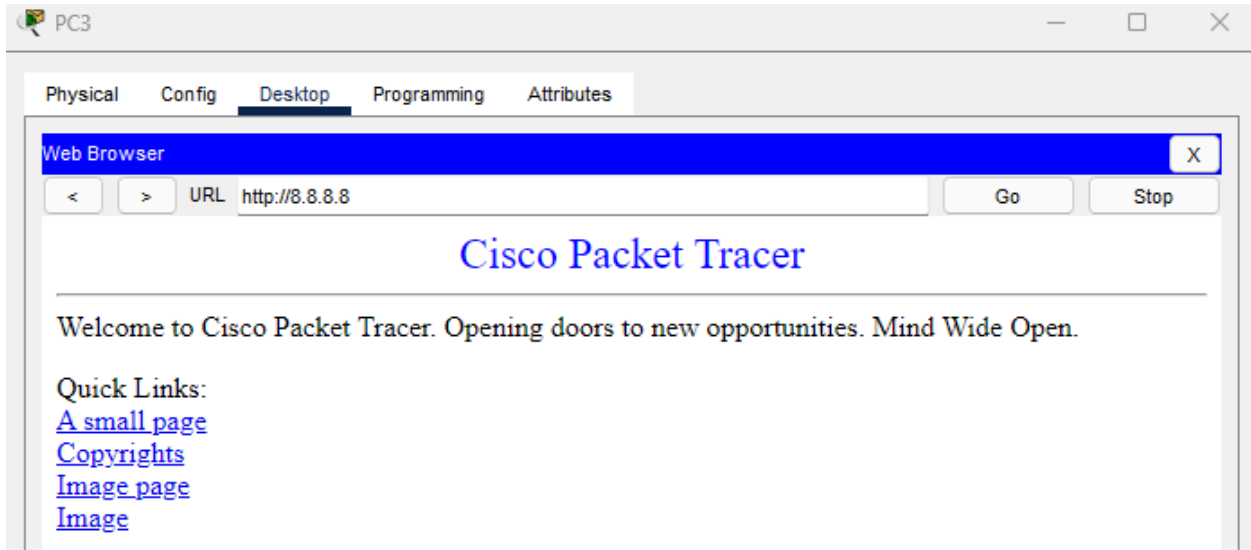 PC3
Physical Config Desktop Programming Attributes
Web Browser X
< > URL http://8.8.8.8 Go Stop
Cisco Packet Tracer
Welcome to Cisco Packet Tracer. Opening doors to new opportunities. Mind Wide Open.
Quick Links:
A small page
Copyrights
Image page
Image